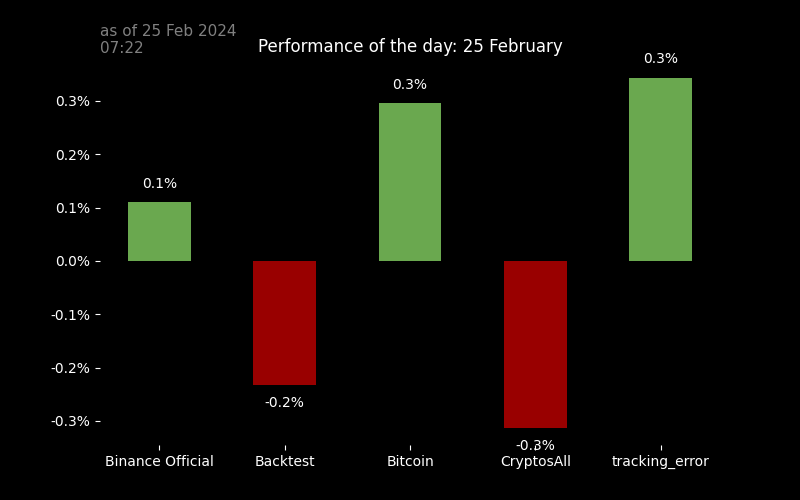 as of 25 Feb 2024
07:22
Performance of the day: 25 February
0.3%
0.3%
0.3%
0.2%
0.1%
0.1%
0.0%
-0.1%
-0.2%
-0.2%
-0.3%
-0.3%
Binance Official
Backtest
Bitcoin
CryptosAll
tracking_error